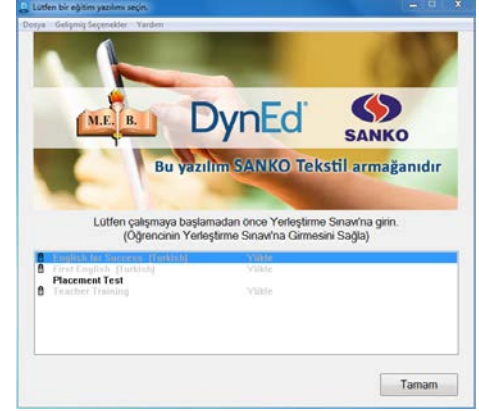 Lütfen bir eğitim yazılımı seçin.
Dosya Gelişmiş Seçenekler Yardım
M.E. B.
DynEd
SANKO
Bu yazılım SANKO Tekstil armağanıdır
Lütfen çalışmaya başlamadan önce Yerleştirme Sınavı'na girin.
(Öğrencinin Yerleştirme Sınavı'na Girmesini Sağla)
English for Success (Turkish) Yükle
First English (Turkish) Yükle
Placement Test
Teacher Training Yükle
Tamam